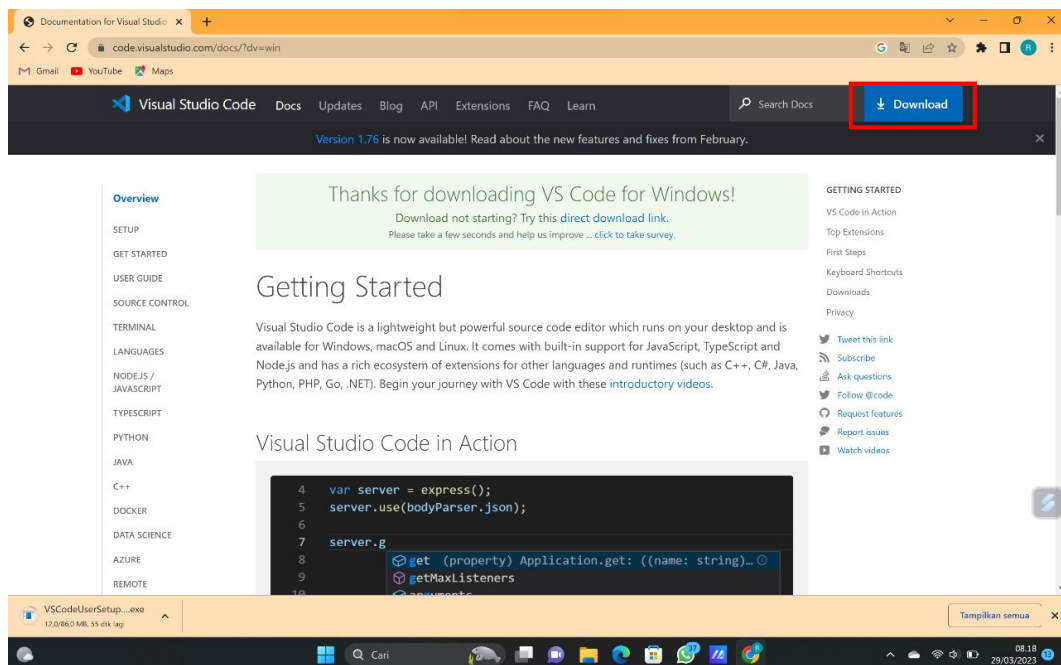 Documentation for Visual Studio
code.visualstudio.com/docs/?dv=win
Gmail YouTube Maps
Visual Studio Code Docs Updates Blog API Extensions FAQ Learn Search Docs Download
Version 1.76 is now available! Read about the new features and fixes from February.
Overview
SETUP
GET STARTED
USER GUIDE
SOURCE CONTROL
TERMINAL
LANGUAGES
NODE.JS /
JAVASCRIPT
TYPESCRIPT
PYTHON
JAVA
C++
DOCKER
DATA SCIENCE
AZURE
REMOTE
Thanks for downloading VS Code for Windows!
Download not starting? Try this direct download link.
Please take a few seconds and help us improve ... click to take survey.
Getting Started
Visual Studio Code is a lightweight but powerful source code editor which runs on your desktop and is
available for Windows, macOS and Linux. It comes with built-in support for JavaScript, TypeScript and
Node.js and has a rich ecosystem of extensions for other languages and runtimes (such as C++, C#, Java,
Python, PHP, Go, .NET). Begin your journey with VS Code with these introductory videos.
Visual Studio Code in Action
4 var server = express();
5 server.use(bodyParser.json);
6
7 server.g
8 get (property) Application.get: ((name: string)…
9 getMaxListeners
10 arguments
GETTING STARTED
VS Code in Action
Top Extensions
First Steps
Keyboard Shortcuts
Downloads
Privacy
Tweet this link
Subscribe
Ask questions
Follow @code
Request features
Report issues
Watch videos
VSCodeUserSetup....exe
12,0/86,0 MB, 55 dtk lagi
Tampilkan semua
Cari
37
08.18
29/03/2023